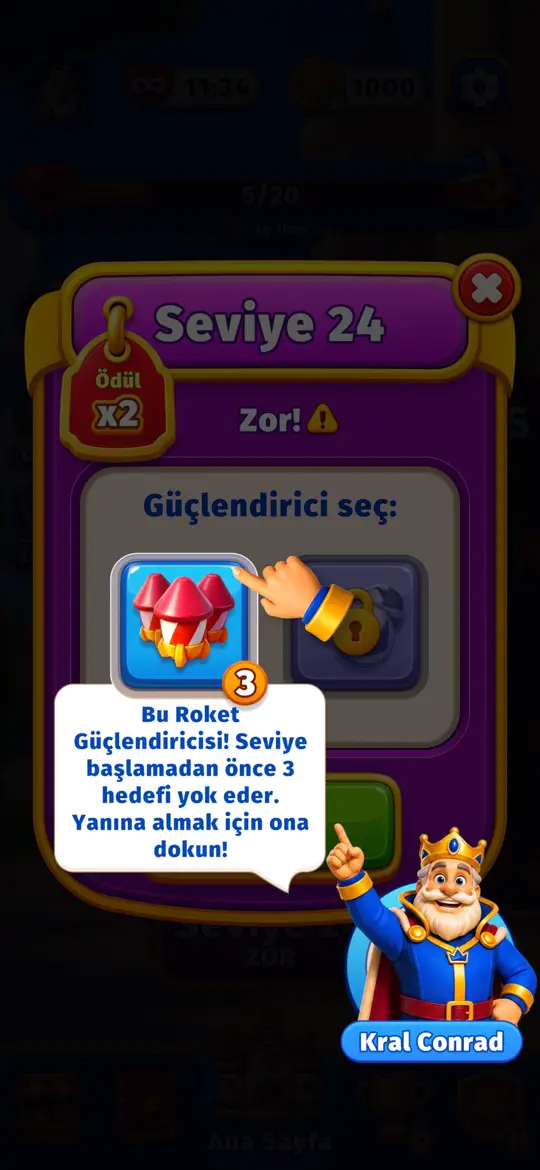 11:34
1000
5/20
Seviye 24
Ödül
x2
Zor!
Güçlendirici seç:
3
Bu Roket
Güçlendiricisi! Seviye
başlamadan önce 3
hedefi yok eder.
Yanına almak için ona
dokun!
ZOR
Kral Conrad
Ana Sayfa